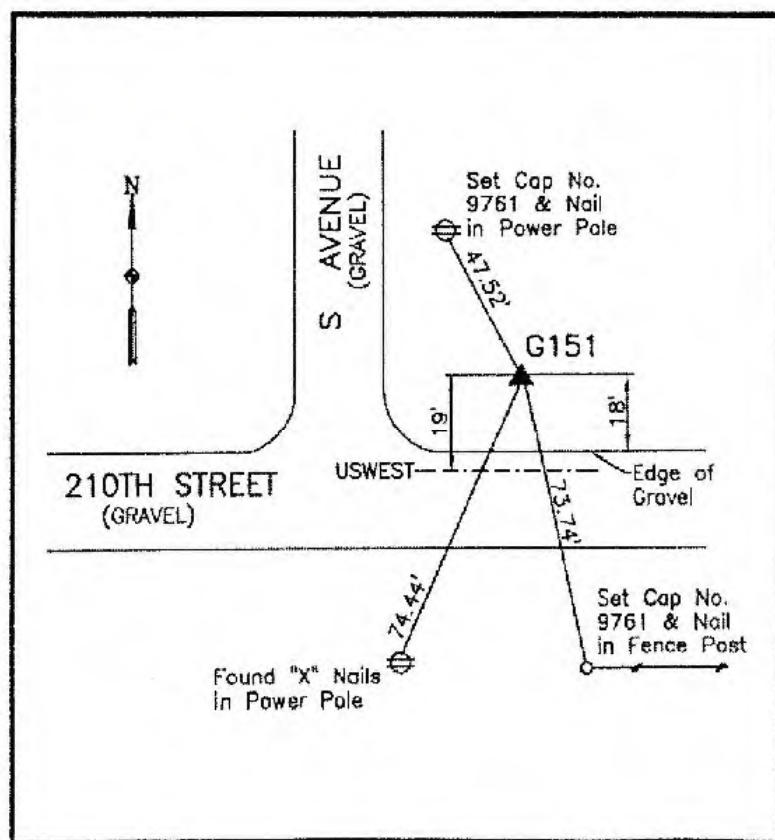 N
S AVENUE
(GRAVEL)
Set Cap No.
9761 & Nail
in Power Pole
47.52'
G151
19'
18'
USWEST
Edge of
Gravel
210TH STREET
(GRAVEL)
73.74'
74.44'
Set Cap No.
9761 & Nail
in Fence Post
Found "X" Nails
in Power Pole